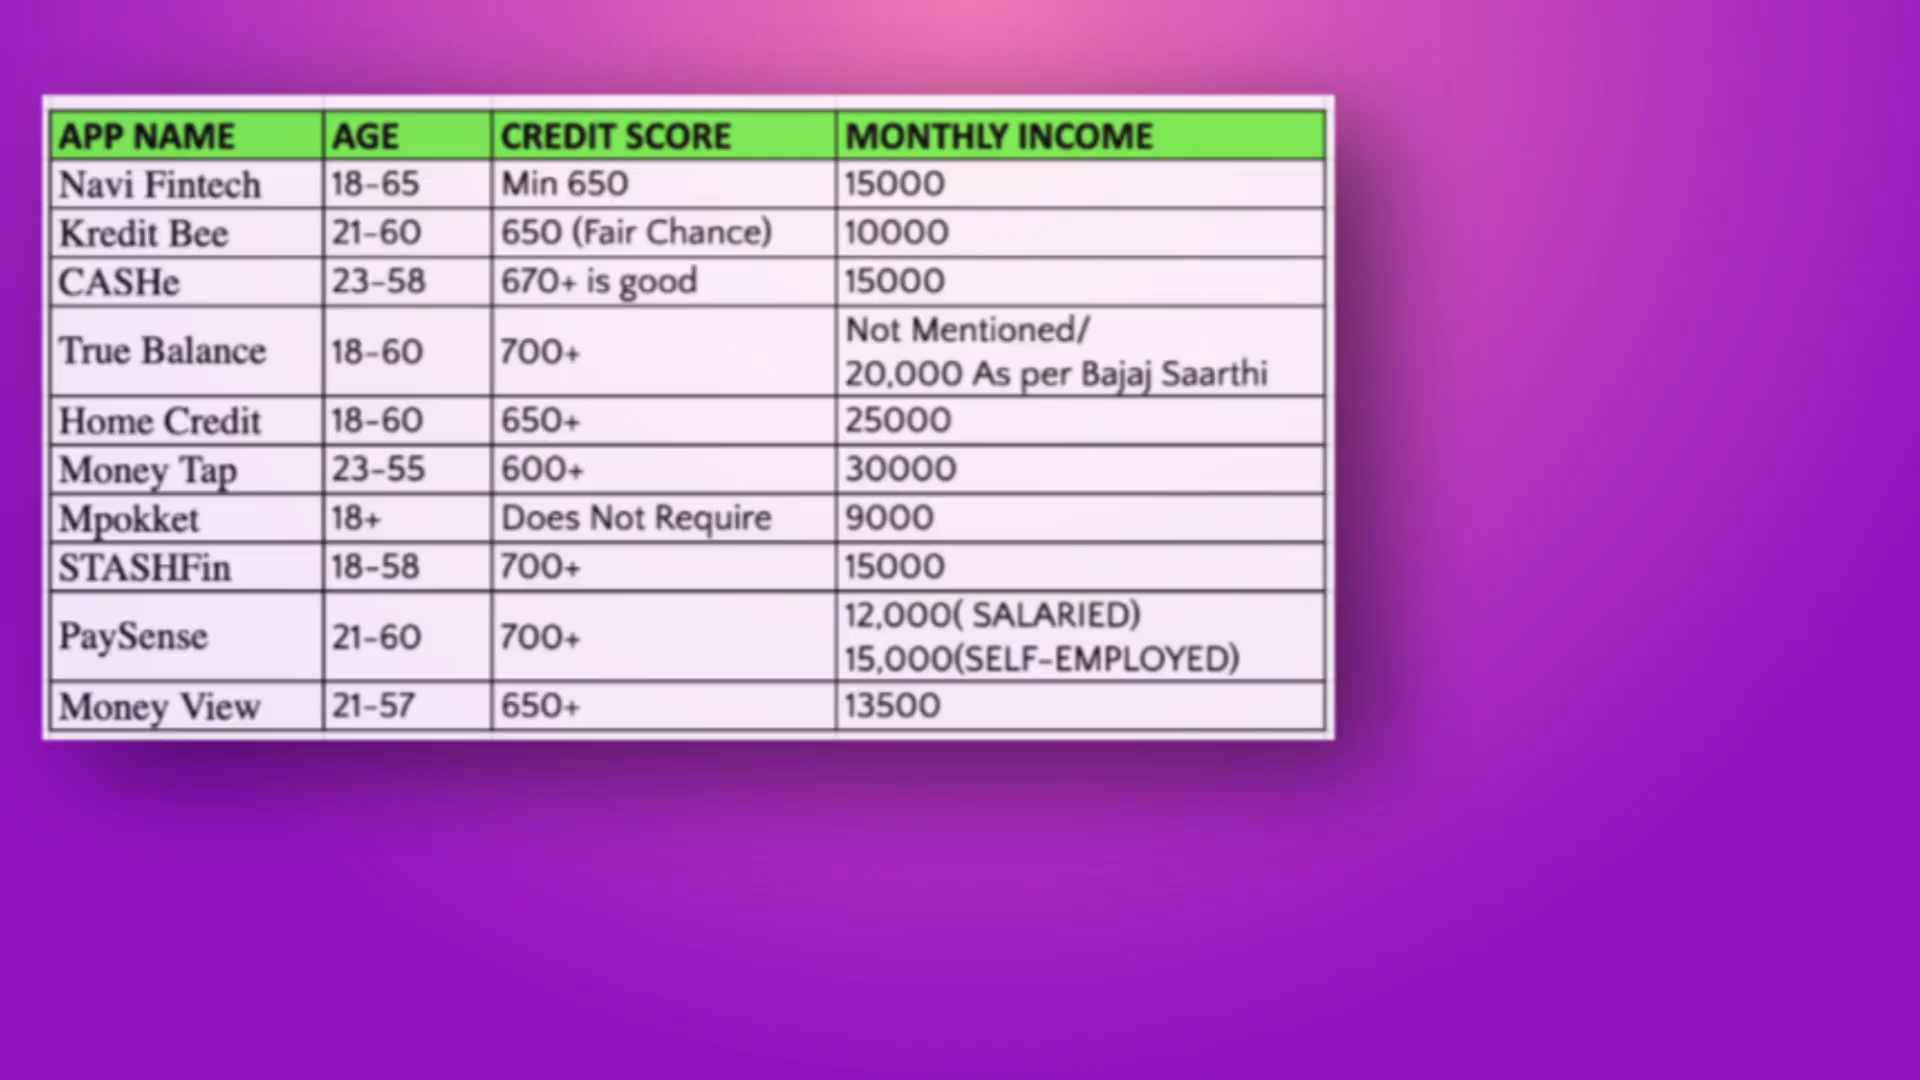 APP NAME AGE CREDIT SCORE MONTHLY INCOME
Navi Fintech 18-65 Min 650 15000
Kredit Bee 21-60 650 (Fair Chance) 10000
CASHe 23-58 670+ is good 15000
True Balance 18-60 700+ Not Mentioned/
20,000 As per Bajaj Saarthi
Home Credit 18-60 650+ 25000
Money Tap 23-55 600+ 30000
Mpokket 18+ Does Not Require 9000
STASHFin 18-58 700+ 15000
PaySense 21-60 700+ 12,000( SALARIED)
15,000(SELF-EMPLOYED)
Money View 21-57 650+ 13500